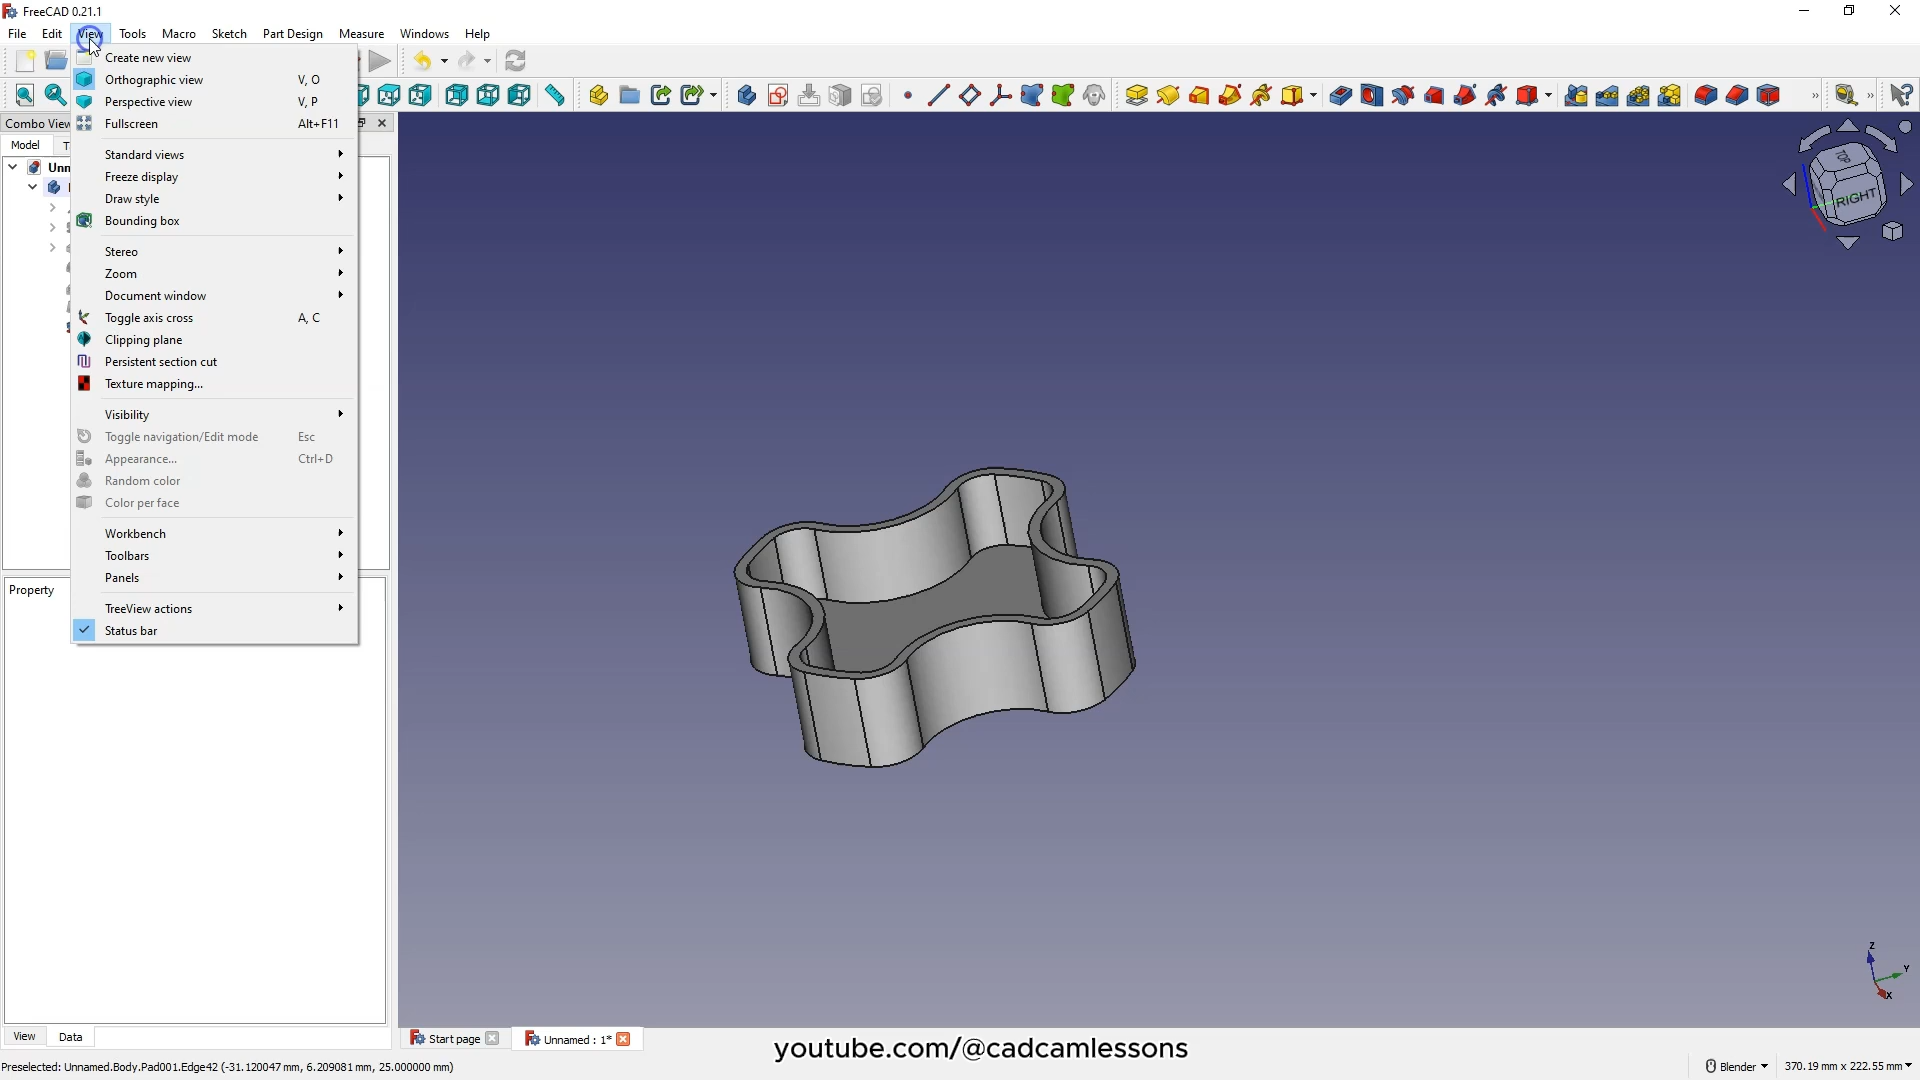 FreeCAD 0.21.1
File Edit View Tools Macro Sketch Part Design Measure Windows Help
Create new view
Orthographic view V, O
Perspective view V, P
Fullscreen Alt+F11
Combo View
Model
Standard views
Freeze display
Draw style
Bounding box
Stereo
Zoom
Document window
Toggle axis cross A, C
Clipping plane
Persistent section cut
Texture mapping...
Visibility
Toggle navigation/Edit mode Esc
Appearance... Ctrl+D
Random color
Color per face
Workbench
Toolbars
Panels
TreeView actions
Status bar
Property
TOP
RIGHT
Z
Y
X
View Data
Start page
Unnamed : 1*
youtube.com/@cadcamlessons
Preselected: Unnamed.Body.Pad001.Edge42 (-31.120047 mm, 6.209081 mm, 25.000000 mm)
Blender
370.19 mm x 222.55 mm